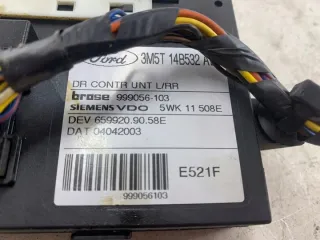 Ford 3M5T 14B532 A
DR CONTR UNT L/RR
brose 999056-103
SIEMENS VDO 5WK 11 508E
DEV 659920.90.58E
DAT 04042003
E521F
999056103